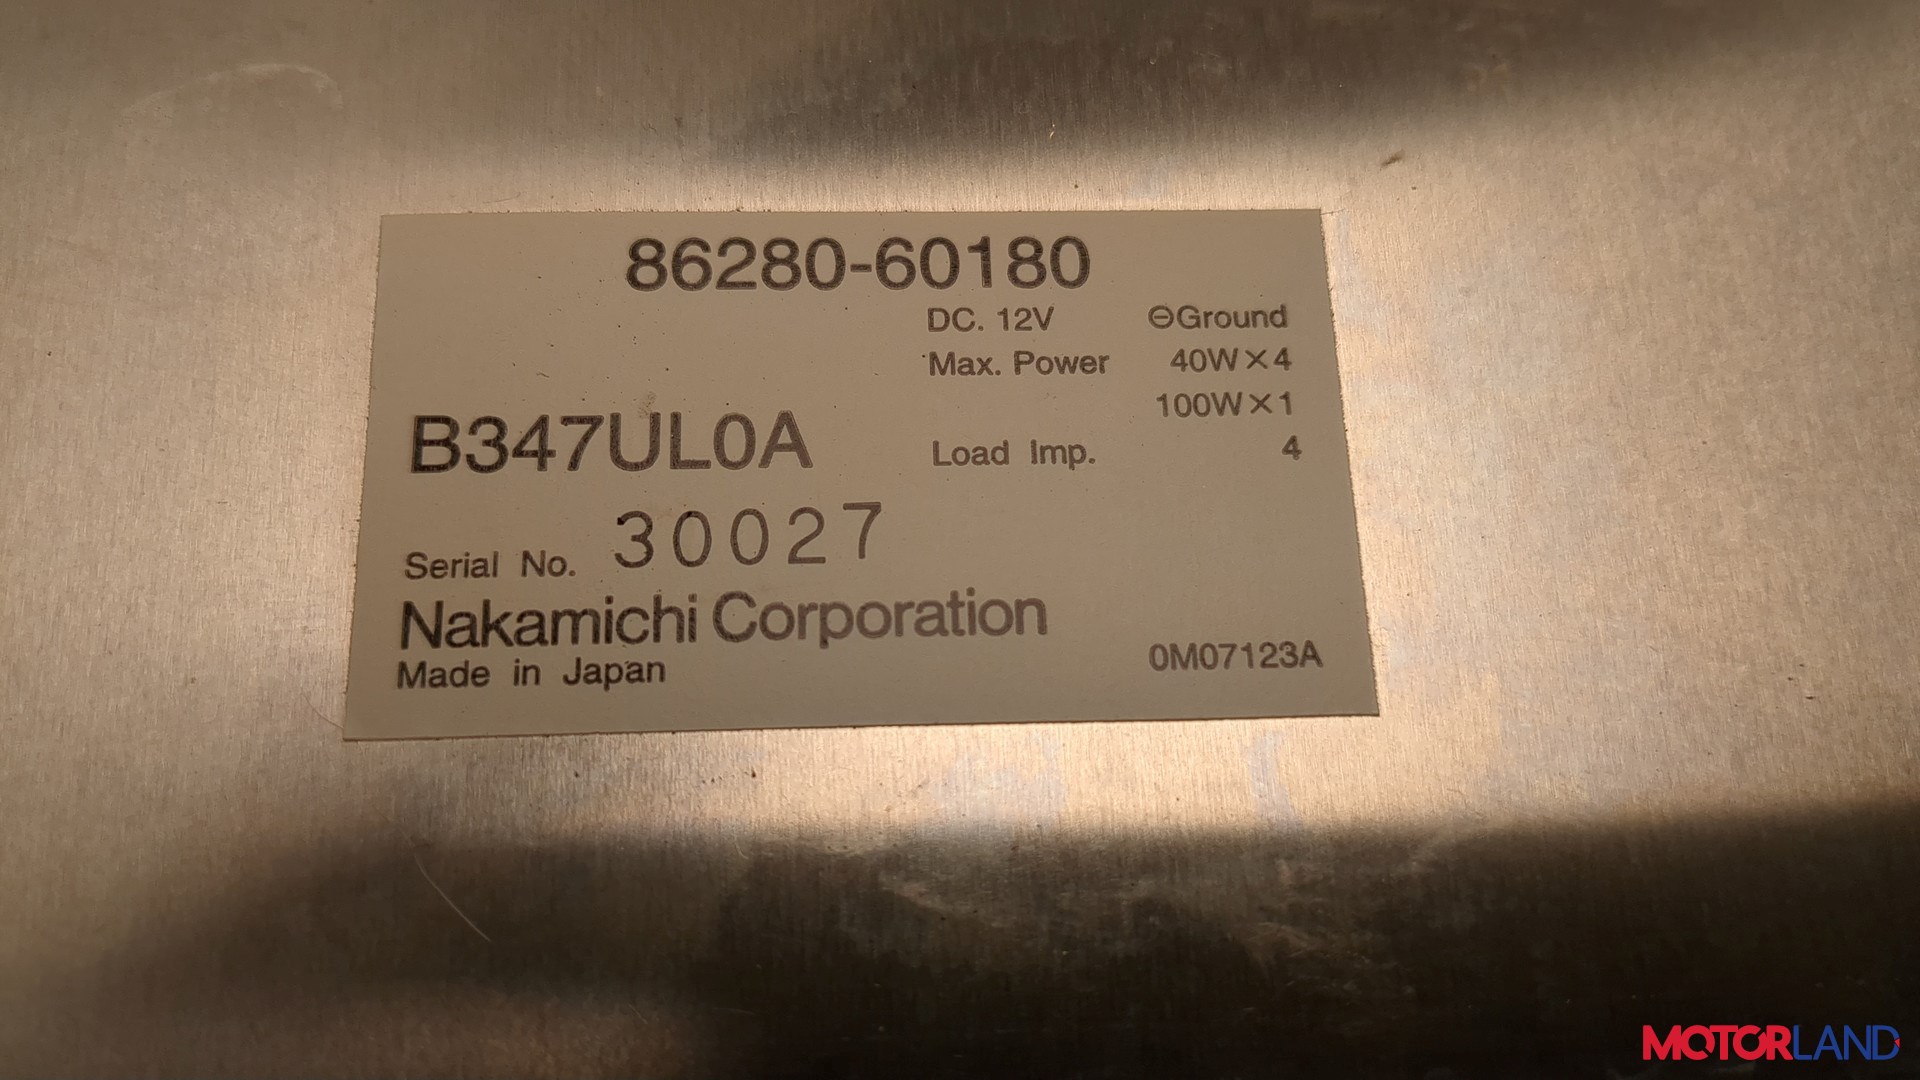 86280-60180
DC. 12V ⊖Ground
Max. Power 40W×4
100W×1
B347UL0A
Load Imp. 4
Serial No. 30027
Nakamichi Corporation
Made in Japan
0M07123A
MOTORLAND